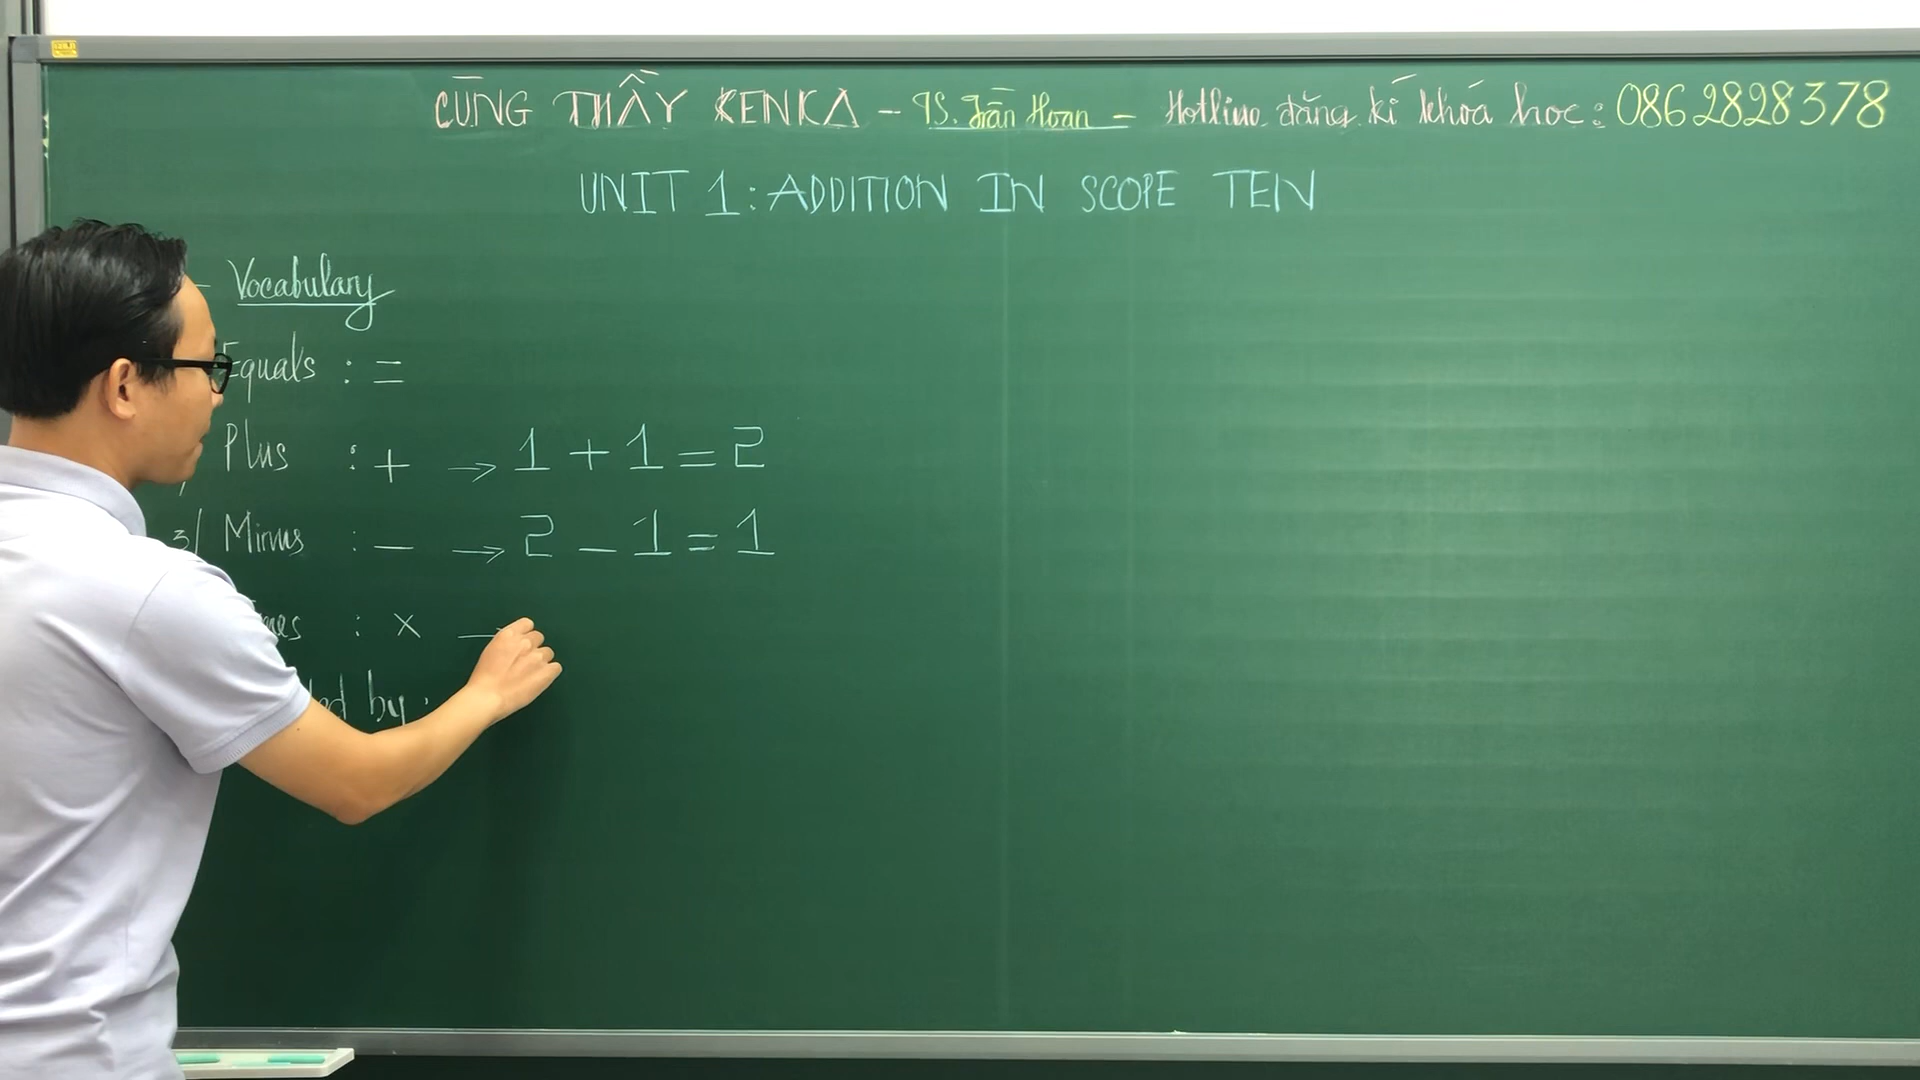 CÙNG THẦY KENKA - TS. Trần Hoan - Hotline đăng kí khóa học: 0862828378
UNIT 1: ADDITION IN SCOPE TEN
Vocabulary
Equals : =
Plus : + → 1 + 1 = 2
3/ Minus : - → 2 - 1 = 1
: × →
by :